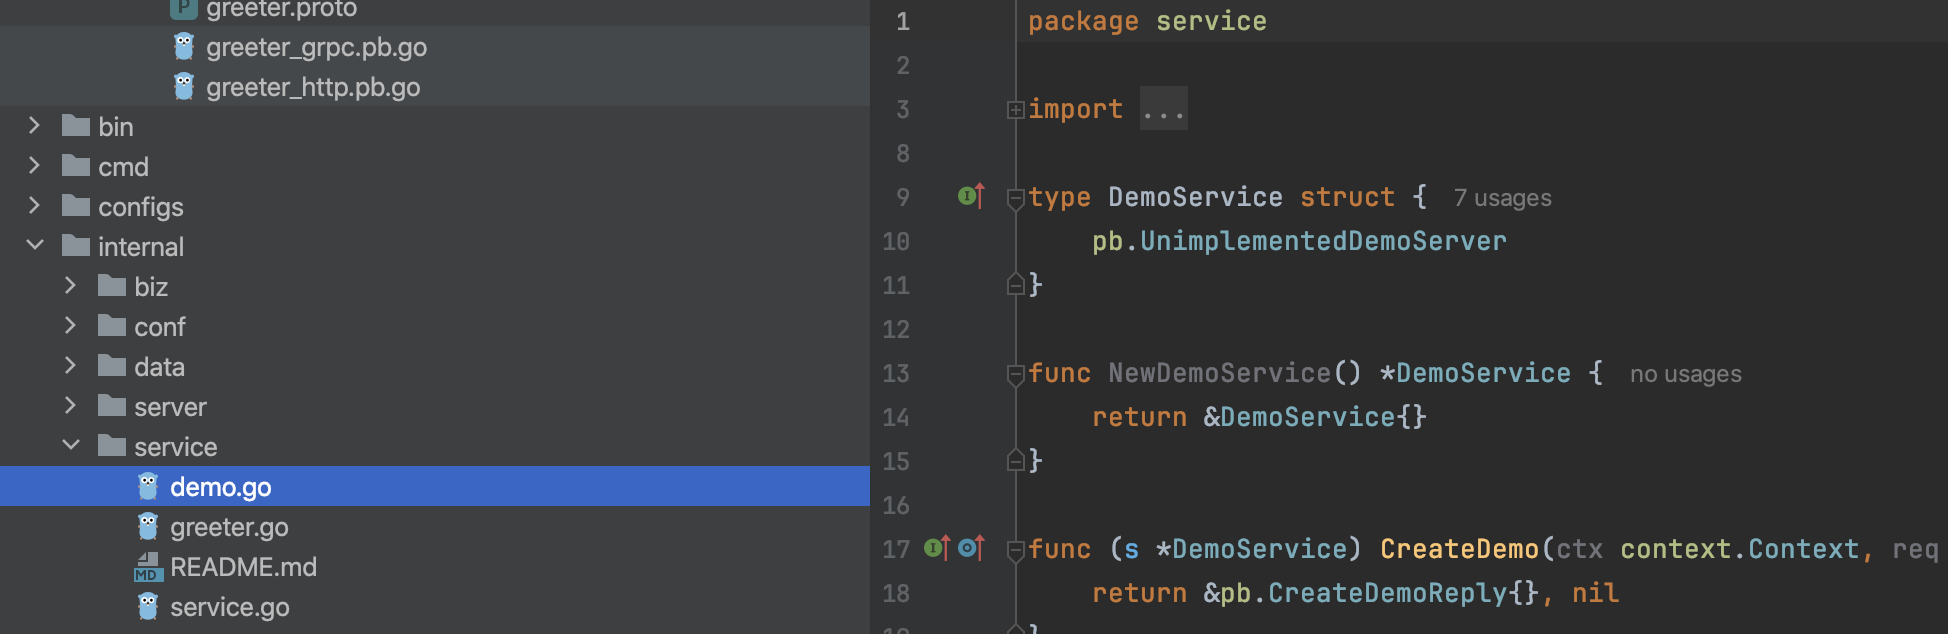 greeter.proto
greeter_grpc.pb.go
greeter_http.pb.go
bin
cmd
configs
internal
biz
conf
data
server
service
demo.go
greeter.go
README.md
service.go
1 package service
2
3 import ...
8
9 type DemoService struct { 7 usages
10 pb.UnimplementedDemoServer
11 }
12
13 func NewDemoService() *DemoService { no usages
14 return &DemoService{}
15 }
16
17 func (s *DemoService) CreateDemo(ctx context.Context, req
18 return &pb.CreateDemoReply{}, nil